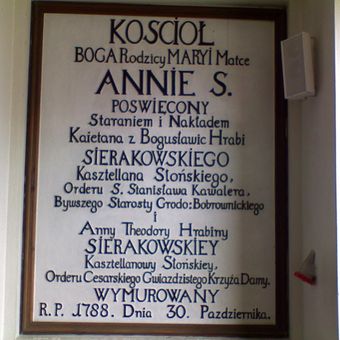 KOSCIOŁ
BOGA Rodzicy MARYI Matce
ANNIE S.
POSWIĘCONY
Staraniem i Nakładem
Kaietana z Bogusławic Hrabi
SIERAKOWSKIEGO
Kasztellana Słońskiego,
Orderu S. Stanisława Kawalera,
Bywszego Starosty Grodo: Bobrownickiego
i
Anny Theodory Hrabiny
SIERAKOWSKIEY
Kasztellanowy Słońskiey,
Orderu Cesarskiego Gwiazdzistego Krzyża Damy.
WYMUROWANY
R. P. 1788. Dnia 30. Pazdziernika.